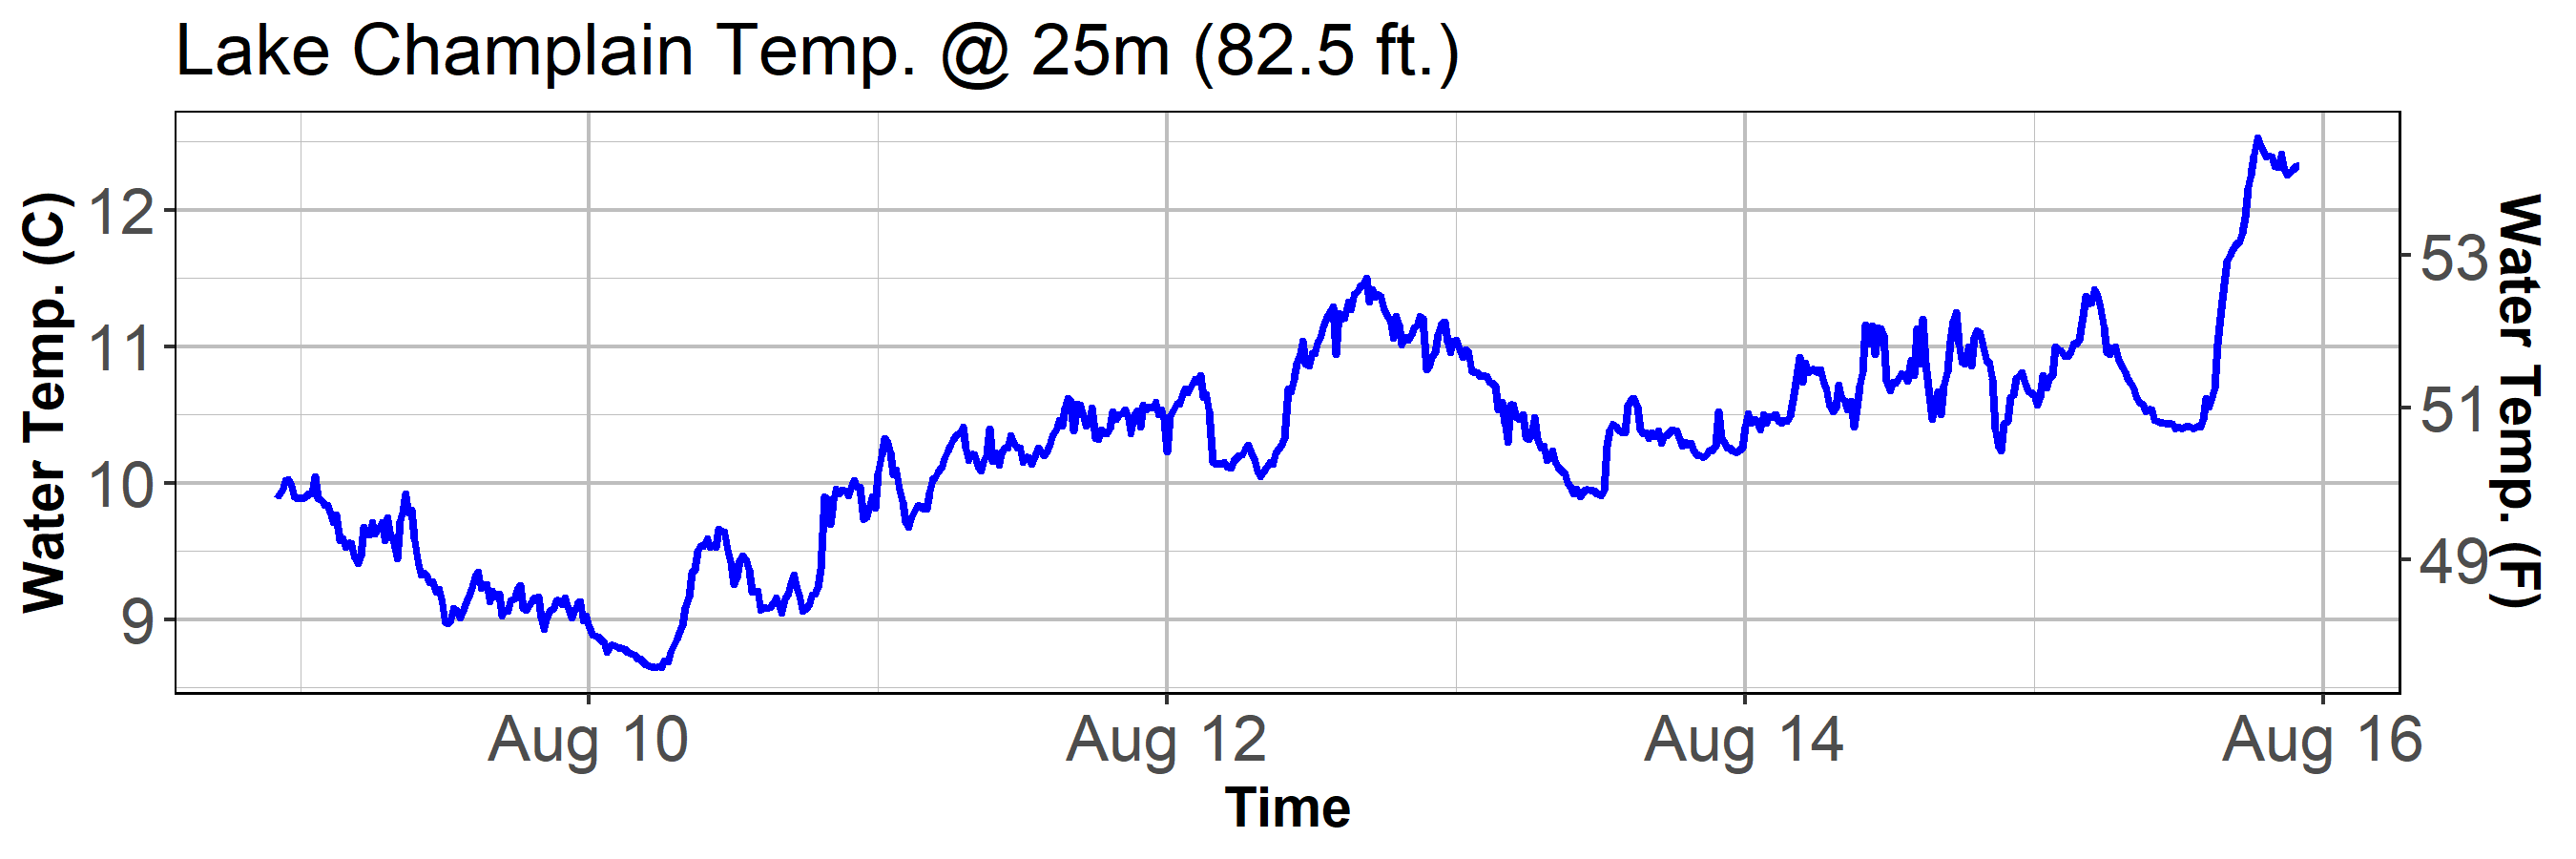 Lake Champlain Temp. @ 25m (82.5 ft.)
Water Temp. (C)
12
11
10
9
53
51
49
Water Temp. (F)
Aug 10
Aug 12
Aug 14
Aug 16
Time